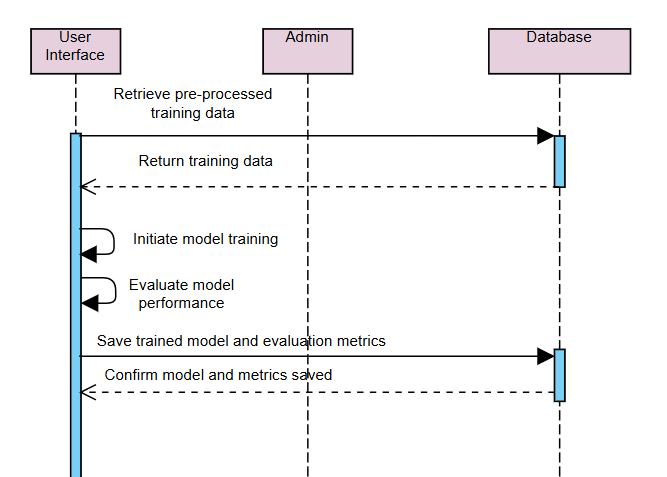 User
Interface
Admin
Database
Retrieve pre-processed
training data
Return training data
Initiate model training
Evaluate model
performance
Save trained model and evaluation metrics
Confirm model and metrics saved